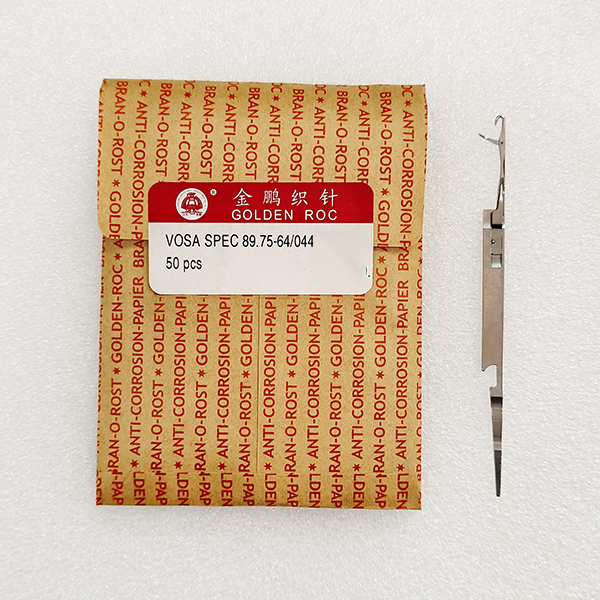 ®
金鹏织针
GOLDEN ROC
VOSA SPEC 89.75-64/044
50 pcs
BRAN-O-ROST * GOLDEN-ROC * ANTI-CORROSION-PAPIER